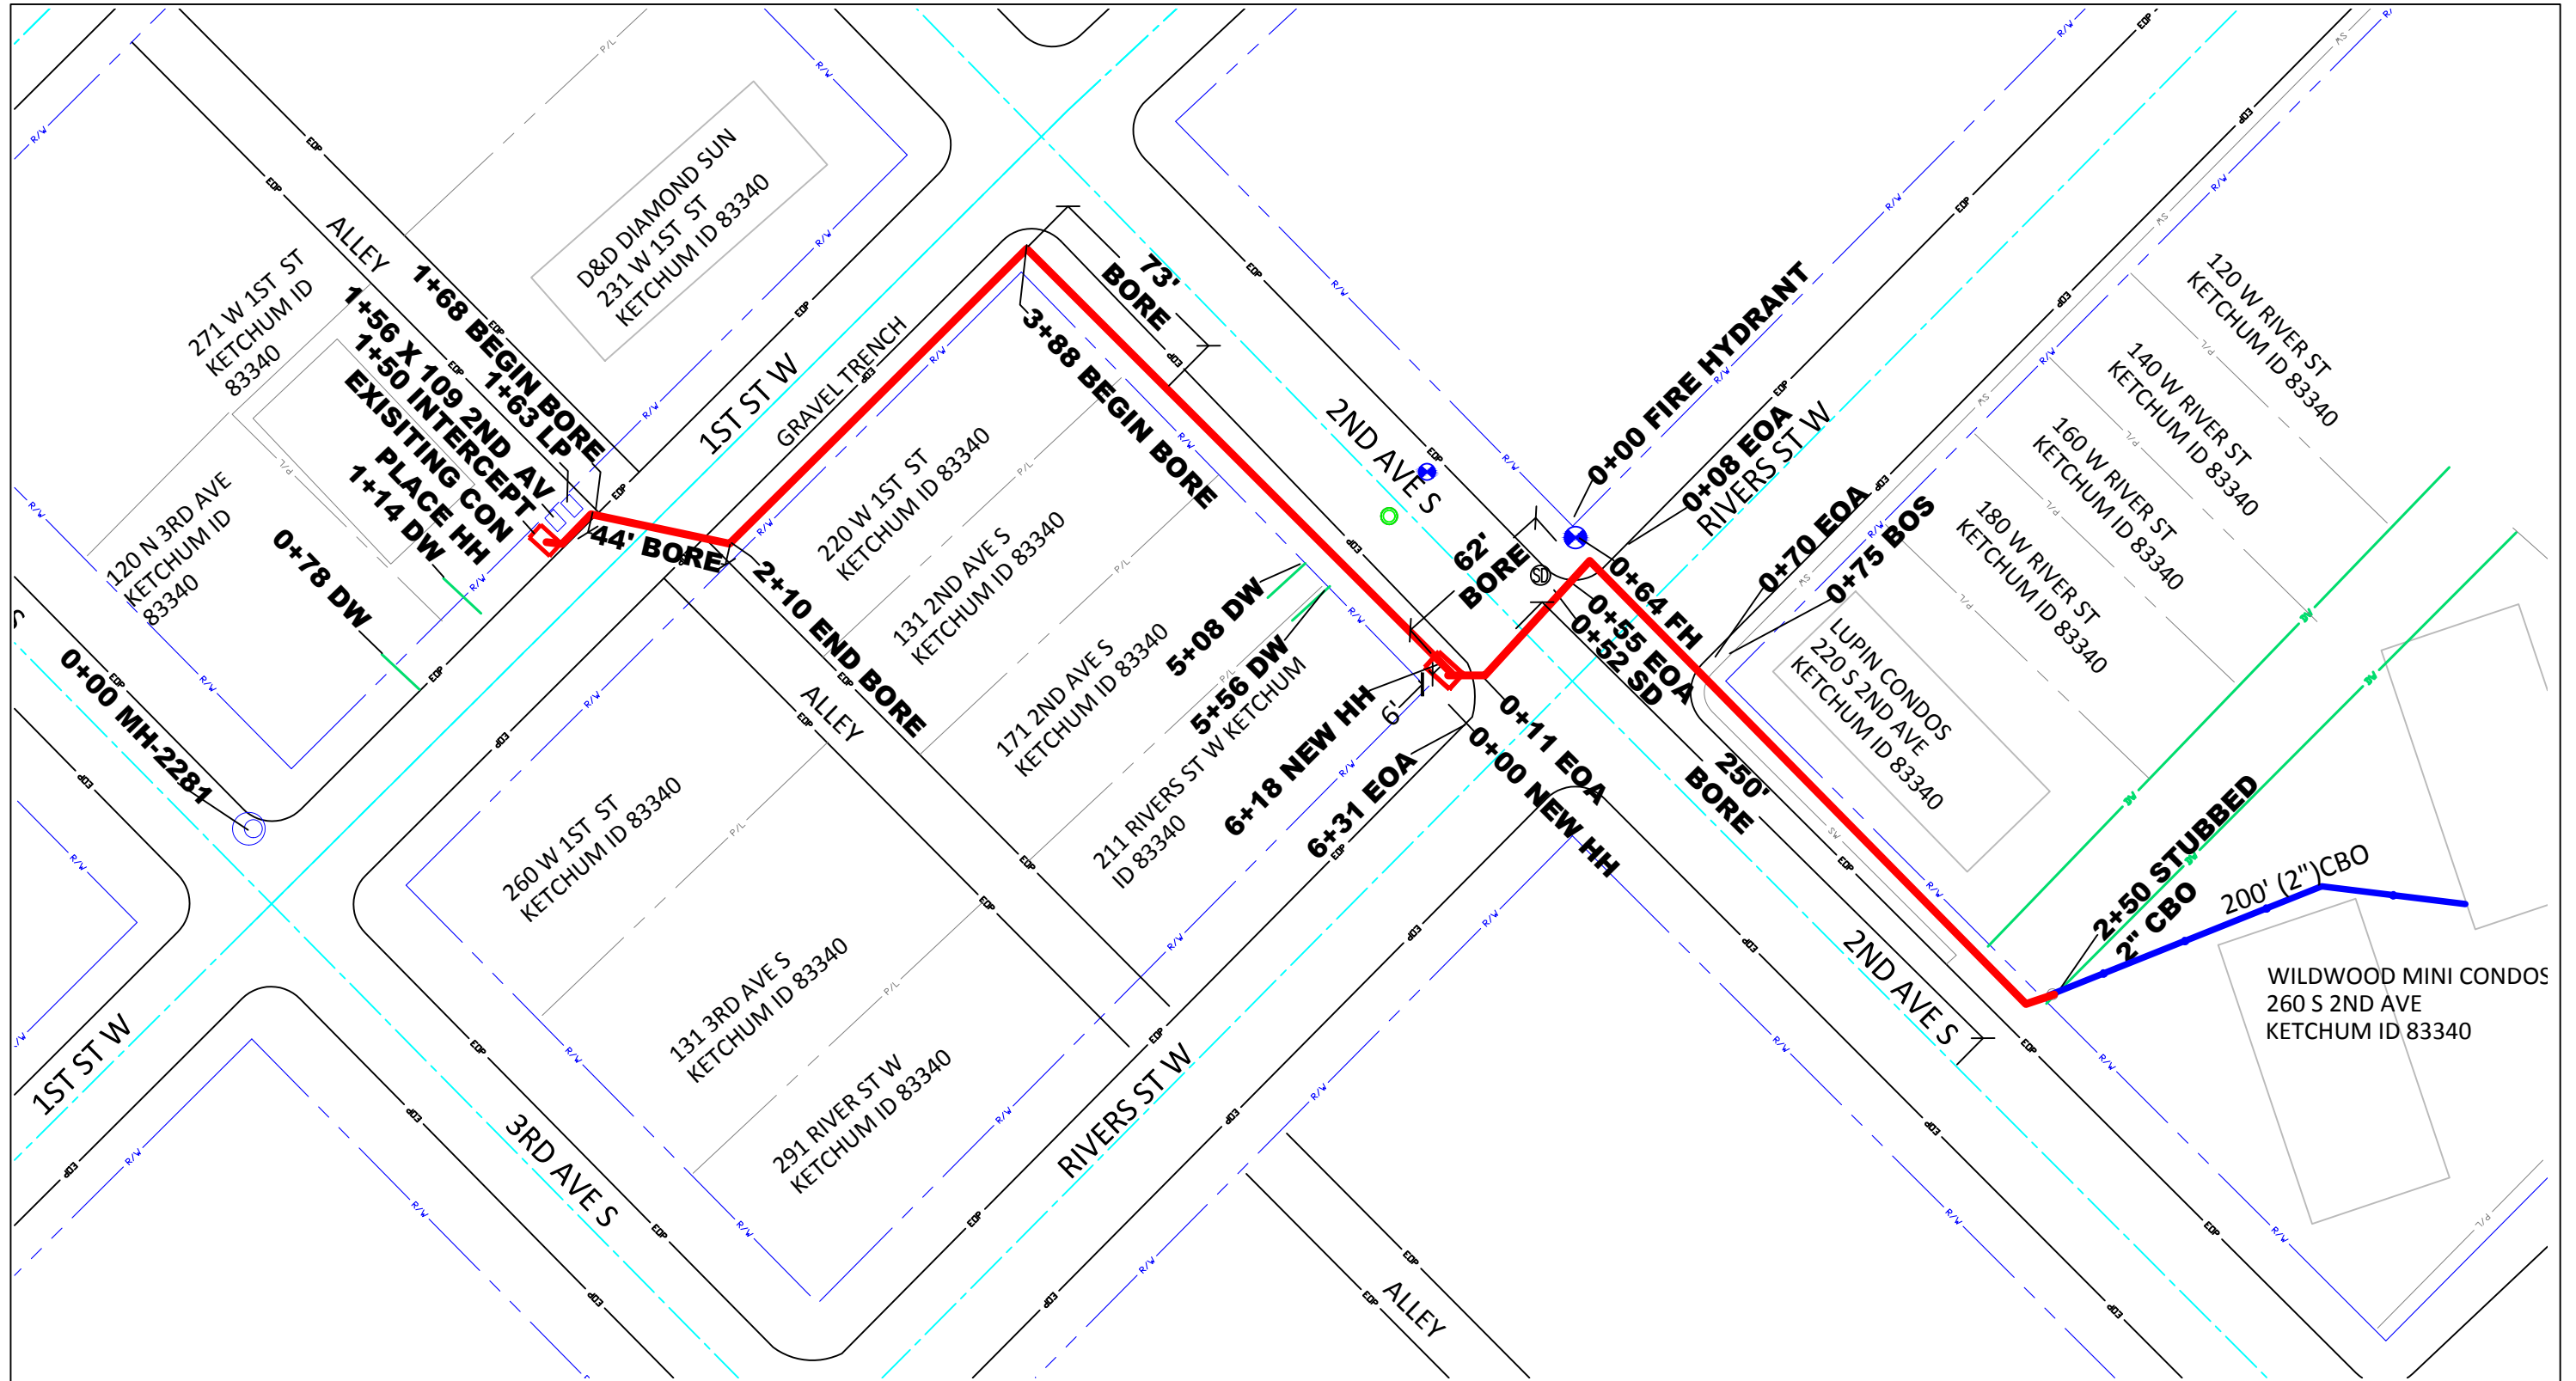 ALLEY
271 W 1ST  ST
KETCHUM ID
83340
D&D DIAMOND SUN
231 W 1ST  ST
KETCHUM ID 83340
1+68 BEGIN BORE
1+63 LP
1+56 X 109 2ND  AV
1+50 INTERCEPT
EXISITING CON
PLACE HH
1+14 DW
0+78 DW
120 N 3RD AVE
KETCHUM ID
83340
0+00 MH-2281
44' BORE
1ST ST W
GRAVEL TRENCH
2+10 END BORE
73'
BORE
3+88 BEGIN BORE
220 W 1ST  ST
KETCHUM ID 83340
131 2ND AVE S
KETCHUM ID 83340
171 2ND AVE S
KETCHUM ID 83340
211 RIVERS ST W KETCHUM
ID 83340
5+08 DW
5+56 DW
6+18 NEW HH
6'
6+31 EOA
2ND AVE S
62'
BORE
SD
0+00 FIRE HYDRANT
0+08 EOA
RIVERS ST W
0+64 FH
0+55 EOA
0+52 SD
0+11 EOA
0+00 NEW HH
0+70 EOA
0+75 BOS
250'
BORE
120 W RIVER ST
KETCHUM ID 83340
140 W RIVER ST
KETCHUM ID 83340
160 W RIVER ST
KETCHUM ID 83340
180 W RIVER ST
KETCHUM ID 83340
LUPIN CONDOS
220 S 2ND AVE
KETCHUM ID 83340
2+50 STUBBED
2" CBO
200' (2")CBO
WILDWOOD MINI CONDOS
260 S 2ND AVE
KETCHUM ID 83340
2ND AVE S
ALLEY
260 W 1ST  ST
KETCHUM ID 83340
131 3RD AVE S
KETCHUM ID 83340
291 RIVER ST W
KETCHUM ID 83340
1ST ST W
3RD AVE S
RIVERS ST W
ALLEY
P/L
R/W
EOP
SW